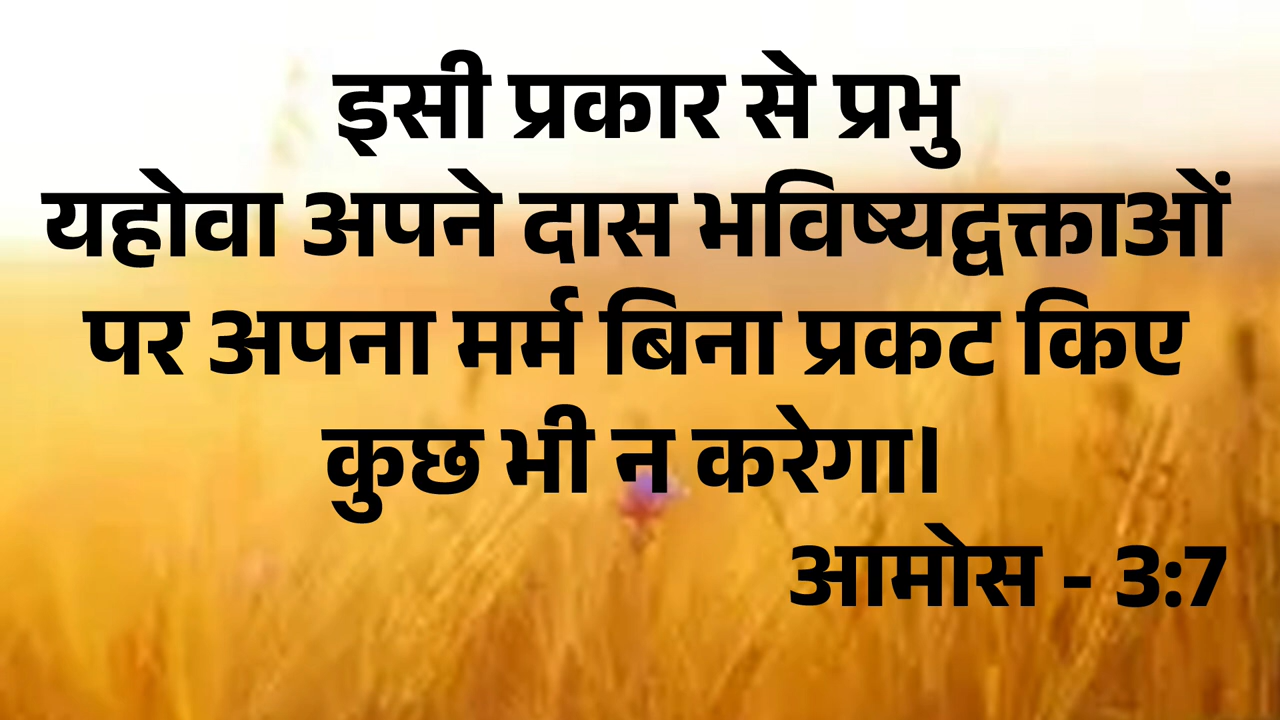 इसी प्रकार से प्रभु
यहोवा अपने दास भविष्यद्वक्ताओं
पर अपना मर्म बिना प्रकट किए
कुछ भी न करेगा।
आमोस - 3:7